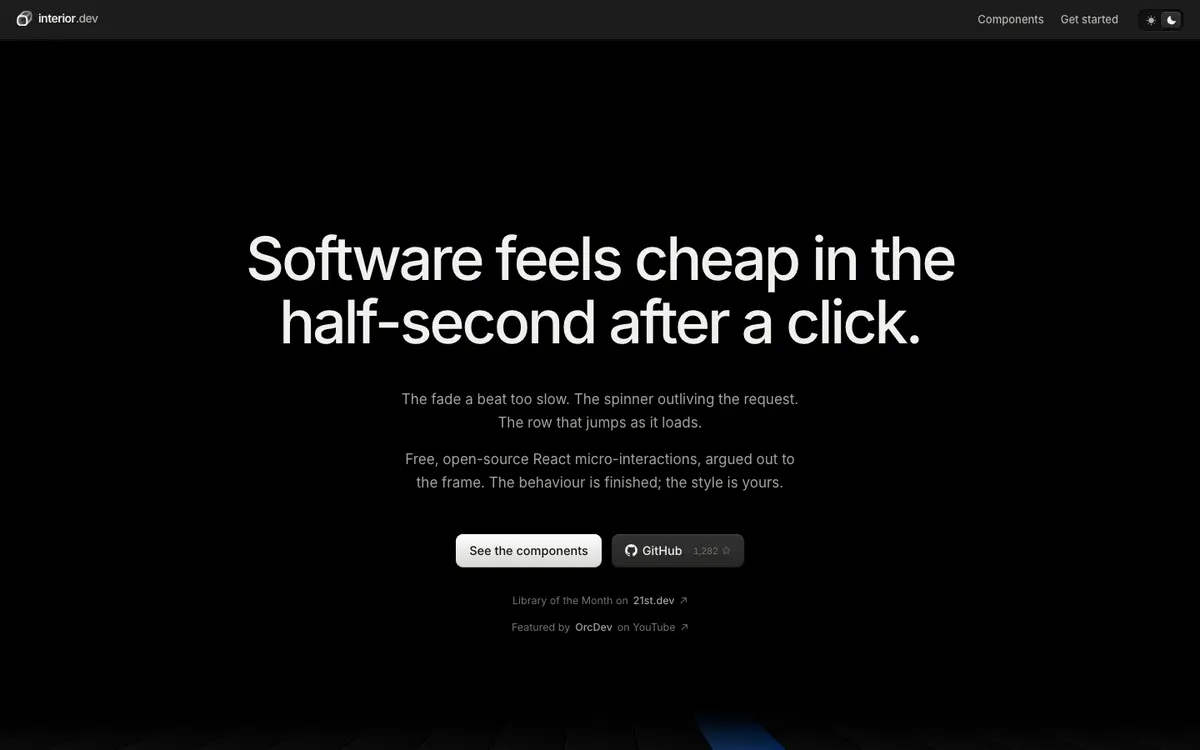 interior.dev
Components
Get started
Software feels cheap in the
half-second after a click.
The fade a beat too slow. The spinner outliving the request.
The row that jumps as it loads.
Free, open-source React micro-interactions, argued out to
the frame. The behaviour is finished; the style is yours.
See the components
GitHub 1,282 ☆
Library of the Month on 21st.dev ↗
Featured by OrcDev on YouTube ↗